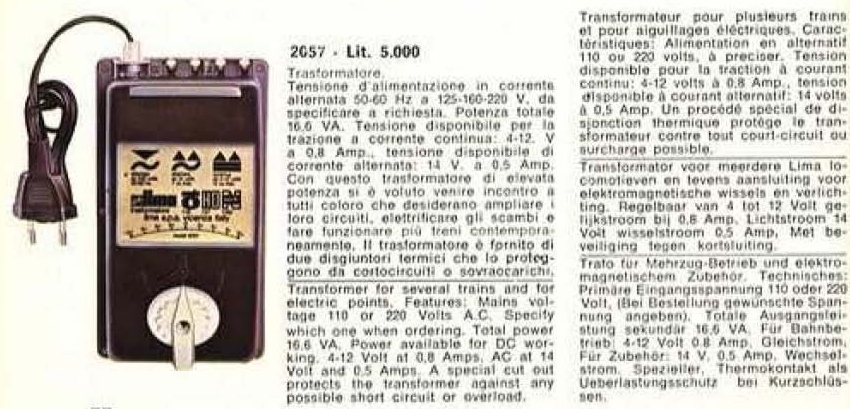 2057 - Lit. 5.000
Trasformatore.
Tensione d'alimentazione in corrente
alternata 50-60 Hz a 125-160-220 V, da
specificare a richiesta. Potenza totale
16.6 VA. Tensione disponibile per la
trazione a corrente continua: 4-12. V
a 0,8 Amp., tensione disponibile di
corrente alternata: 14 V. a 0,5 Amp.
Con questo trasformatore di elevata
potenza si è voluto venire incontro a
tutti coloro che desiderano ampliare i
loro circuiti, elettrificare gli scambi e
fare funzionare più treni contempora-
neamente. Il trasformatore è fornito di
due disgiuntori termici che lo proteg-
gono da cortocircuiti o sovraccarichi.
Transformer for several trains and for
electric points. Features: Mains vol-
tage 110 or 220 Volts A.C. Specify
which one when ordering. Total power
16,6 VA. Power available for DC wor-
king. 4-12 Volt at 0,8 Amps, AC at 14
Volt and 0.5 Amps. A special cut out
protects the transformer against any
possible short circuit or overload.
Transformateur pour plusieurs trains
et pour aiguillages éléctriques. Carac-
téristiques: Alimentation en alternatif
110 ou 220 volts, à preciser. Tension
disponible pour la traction à courant
continu: 4-12 volts à 0,8 Amp., tension
disponible à courant alternatif: 14 volts
à 0,5 Amp. Un procédé spécial de di-
sjonction thermique protége le tran-
sformateur contre tout court-circuit ou
surcharge possible.
Transformator voor meerdere Lima lo-
comotieven en tevens aansluiting voor
elektromagnetische wissels en verlich-
ting. Regelbaar van 4 tot 12 Volt ge-
lijkstroom bij 0,8 Amp. Lichtstroom 14
Volt wisselstroom 0,5 Amp. Met be-
veiliging tegen kortsluiting.
Trafo für Mehrzug-Betrieb und elektro-
magnetischem Zubehör. Technisches:
Primäre Eingangsspannung 110 oder 220
Volt, (Bei Bestellung gewünschte Span-
nung angeben). Totale Ausgangslei-
stung sekundär 16,6 VA. Für Bahnbe-
trieb: 4-12 Volt 0.8 Amp. Gleichstrom,
Für Zubehör: 14 V. 0,5 Amp. Wechsel-
strom. Spezieller, Thermokontakt als
Ueberlastungsschutz bei Kurzschlüs-
sen.
lima